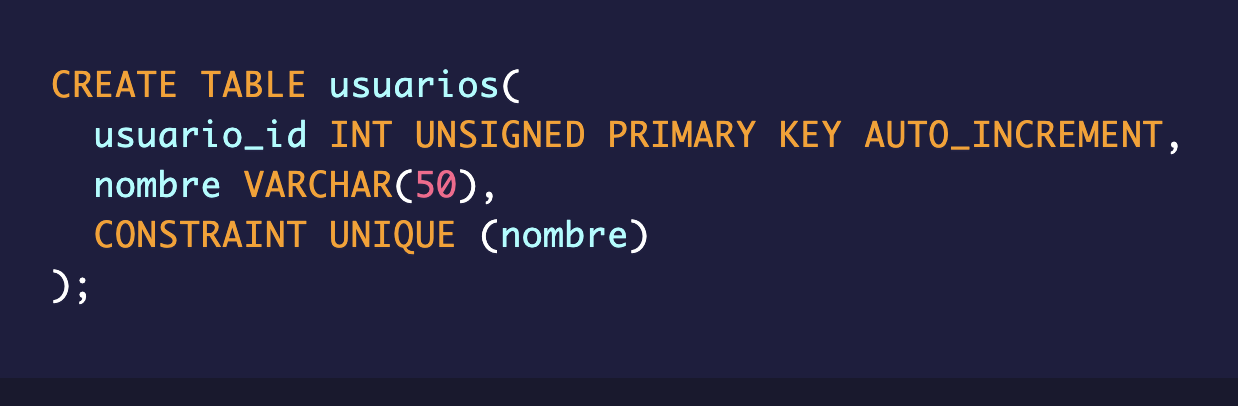 CREATE TABLE usuarios(
  usuario_id INT UNSIGNED PRIMARY KEY AUTO_INCREMENT,
  nombre VARCHAR(50),
  CONSTRAINT UNIQUE (nombre)
);